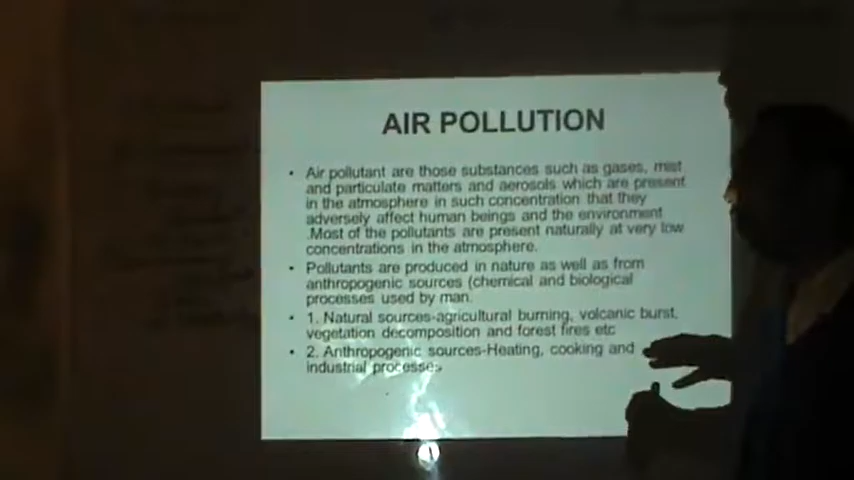 AIR POLLUTION
• Air pollutant are those substances such as gases, mist
and particulate matters and aerosols which are present
in the atmosphere in such concentration that they
adversely affect human beings and the environment
.Most of the pollutants are present naturally at very low
concentrations in the atmosphere.
• Pollutants are produced in nature as well as from
anthropogenic sources (chemical and biological
processes used by man.
• 1. Natural sources-agricultural burning, volcanic burst,
vegetation decomposition and forest fires etc
• 2. Anthropogenic sources-Heating, cooking and
industrial processes